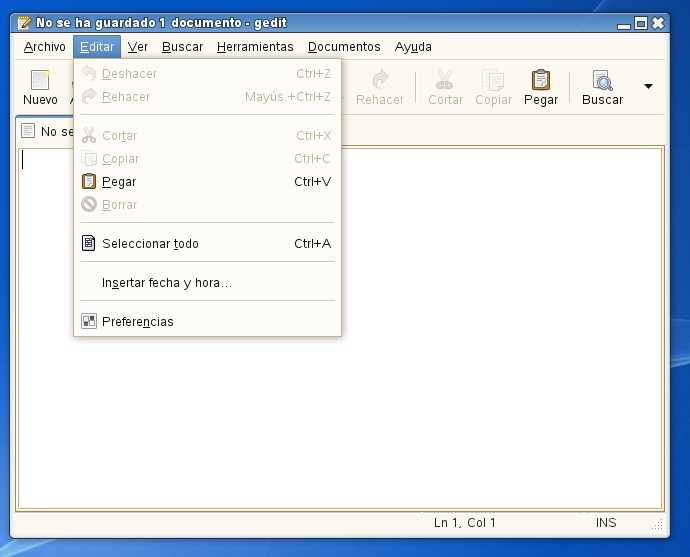 No se ha guardado 1 documento - gedit
Archivo Editar Ver Buscar Herramientas Documentos Ayuda
Nuevo Rehacer Cortar Copiar Pegar Buscar
Deshacer Ctrl+Z
Rehacer Mayús.+Ctrl+Z
No se
Cortar Ctrl+X
Copiar Ctrl+C
Pegar Ctrl+V
Borrar
Seleccionar todo Ctrl+A
Insertar fecha y hora...
Preferencias
Ln 1, Col 1 INS